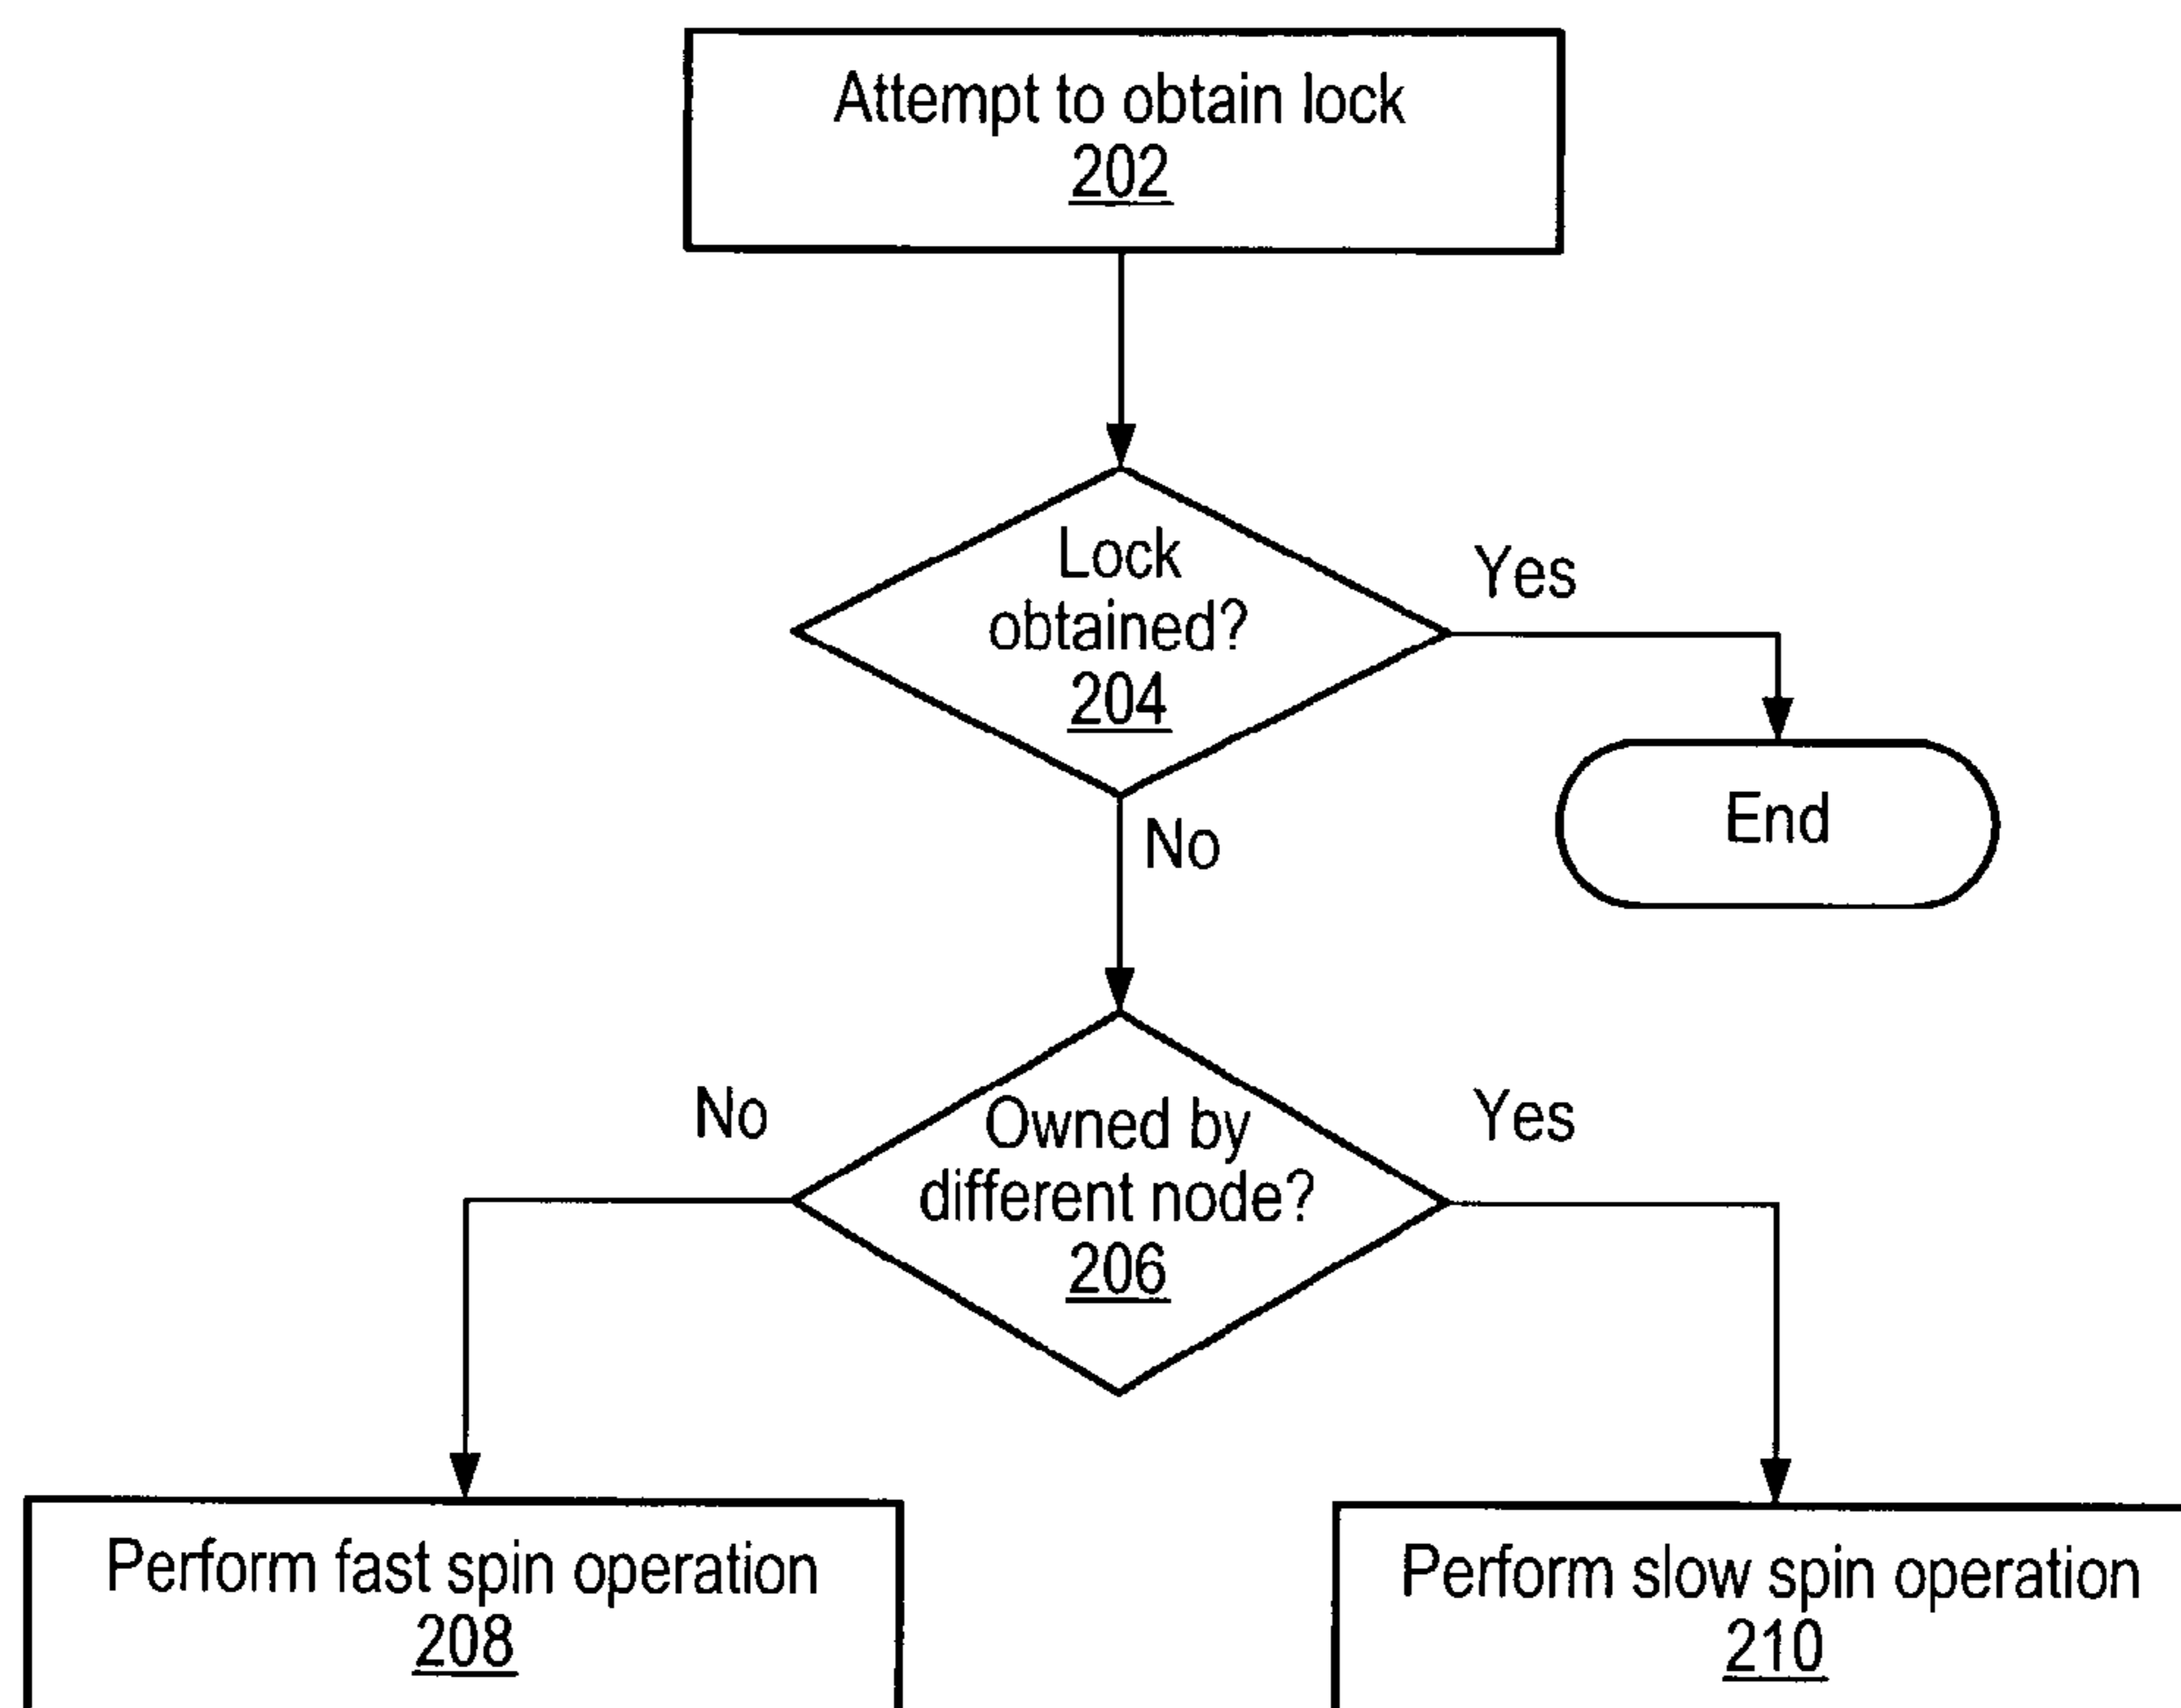 Attempt to obtain lock
202
Lock
obtained?
204
Yes
End
No
Owned by
different node?
206
No
Yes
Perform fast spin operation
208
Perform slow spin operation
210